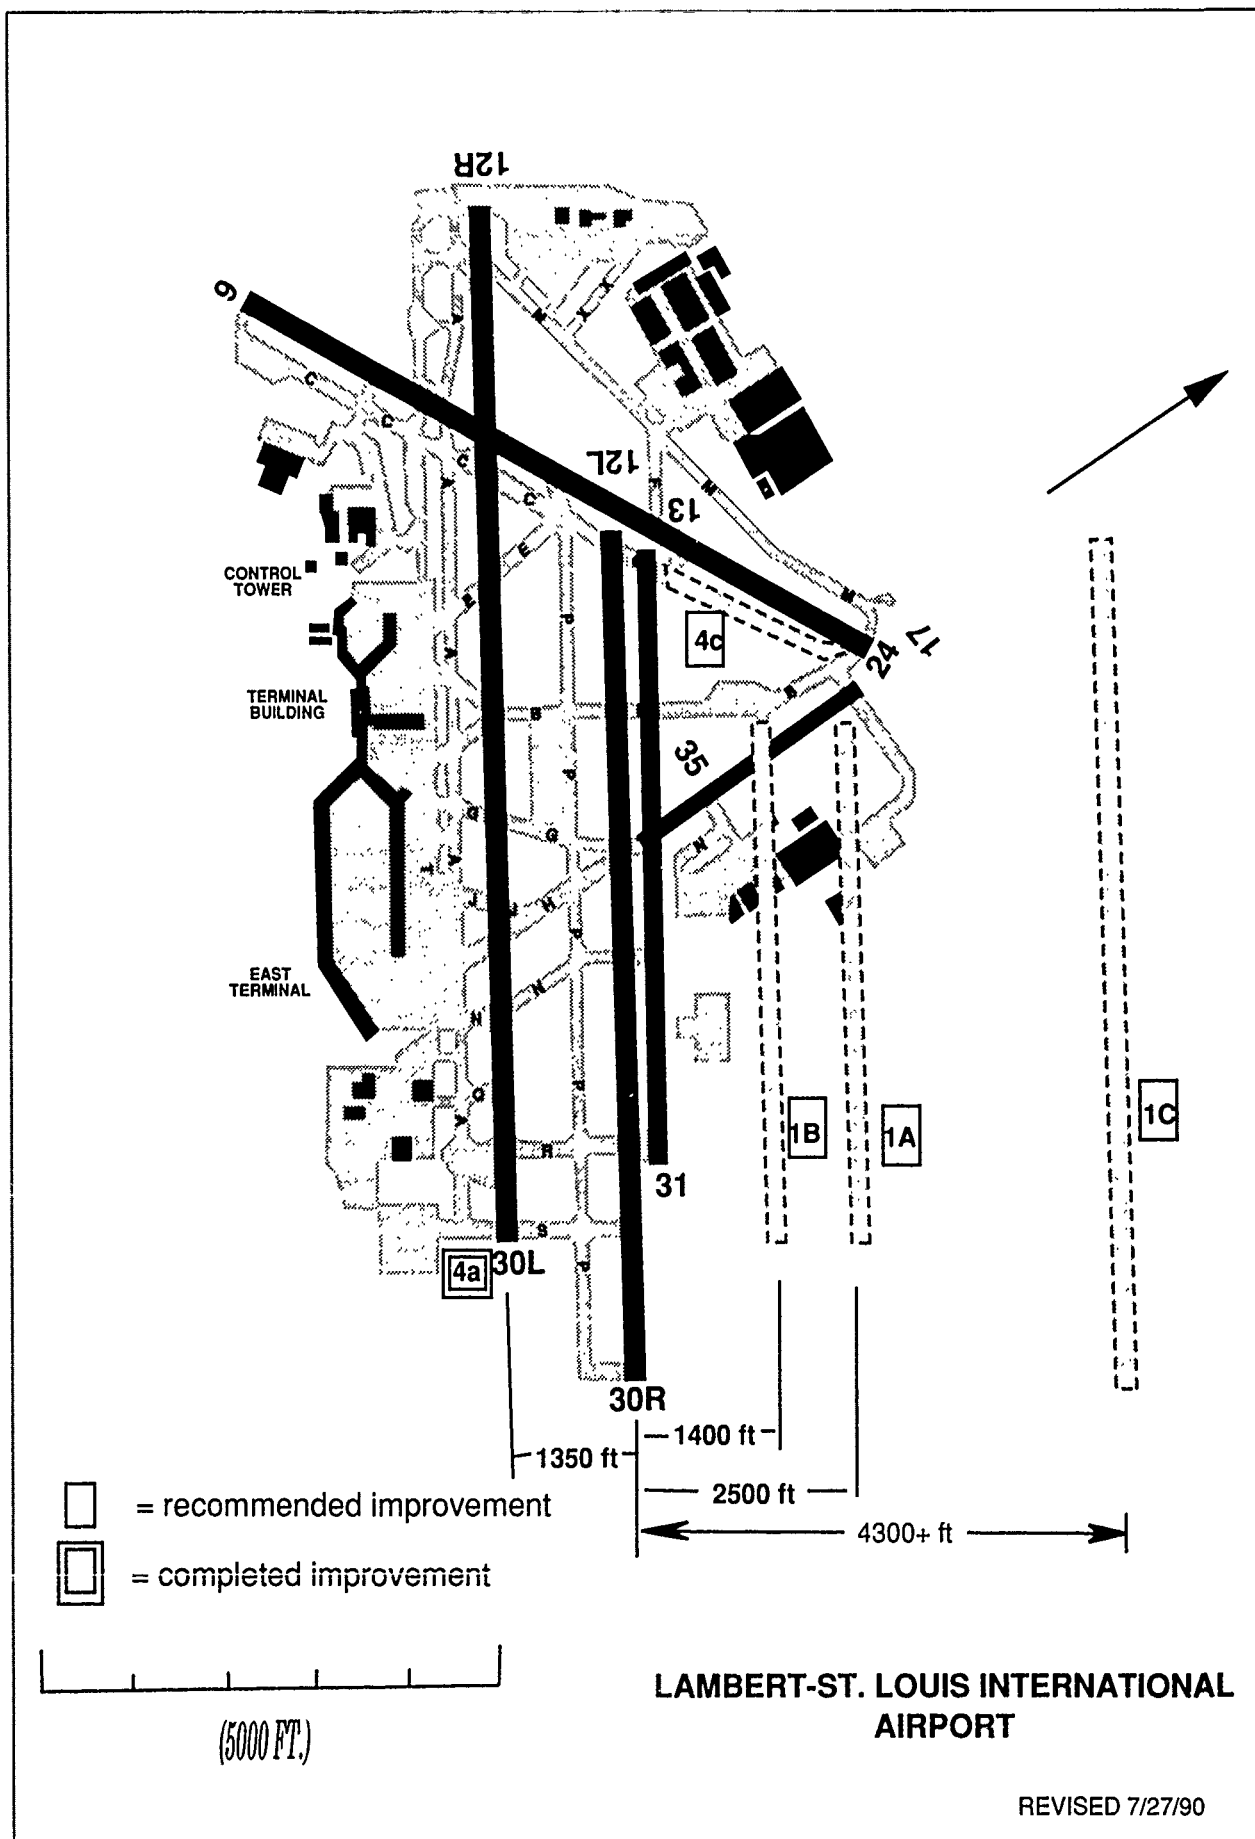 12R
6
C
A
M
X
X
C
C
A
C
12L
M
E
13
CONTROL
TOWER
E
M
P
4c
17
24
A
TERMINAL
BUILDING
B
B
35
P
G
G
N
A
I
J
J
H
P
EAST
TERMINAL
N
N
P
O
A
1B
1A
1C
R
31
S
4a
30L
P
30R
1400 ft
1350 ft
2500 ft
4300+ ft
= recommended improvement
= completed improvement
(5000 FT.)
LAMBERT-ST. LOUIS INTERNATIONAL
AIRPORT
REVISED 7/27/90